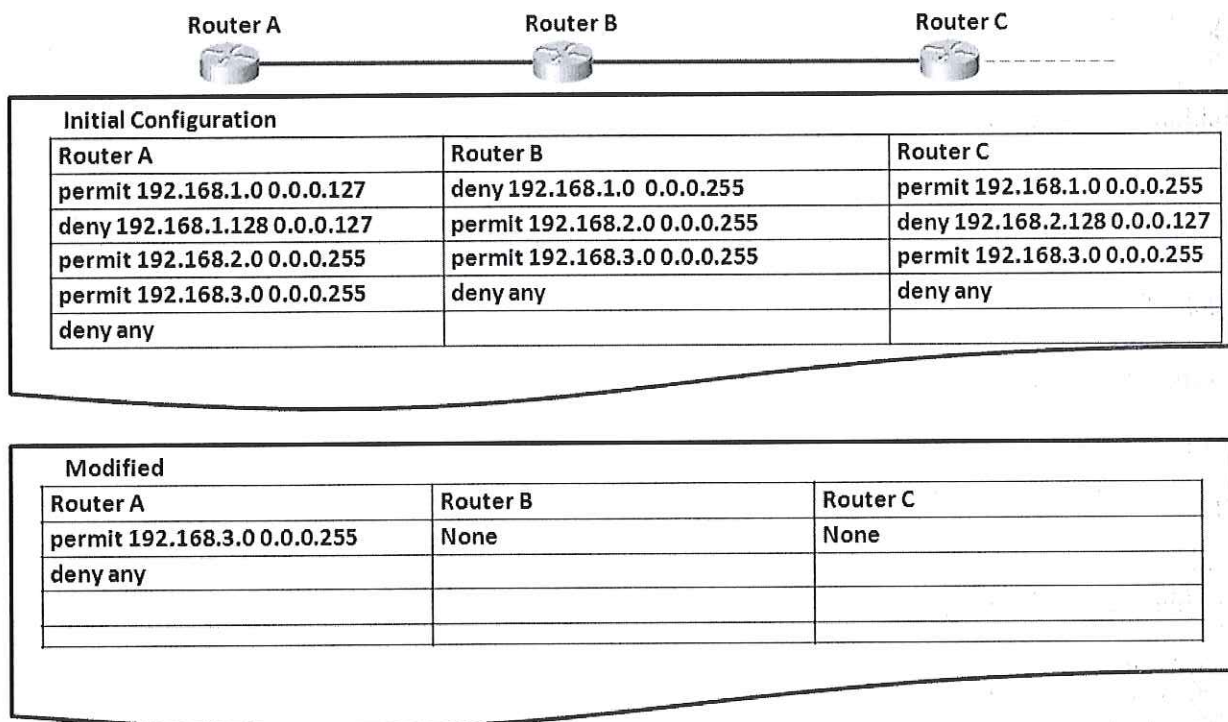 Router A Router B Router C
Initial Configuration
Router A Router B Router C
permit 192.168.1.0 0.0.0.127 deny 192.168.1.0 0.0.0.255 permit 192.168.1.0 0.0.0.255
deny 192.168.1.128 0.0.0.127 permit 192.168.2.0 0.0.0.255 deny 192.168.2.128 0.0.0.127
permit 192.168.2.0 0.0.0.255 permit 192.168.3.0 0.0.0.255 permit 192.168.3.0 0.0.0.255
permit 192.168.3.0 0.0.0.255 deny any deny any
deny any
Modified
Router A Router B Router C
permit 192.168.3.0 0.0.0.255 None None
deny any